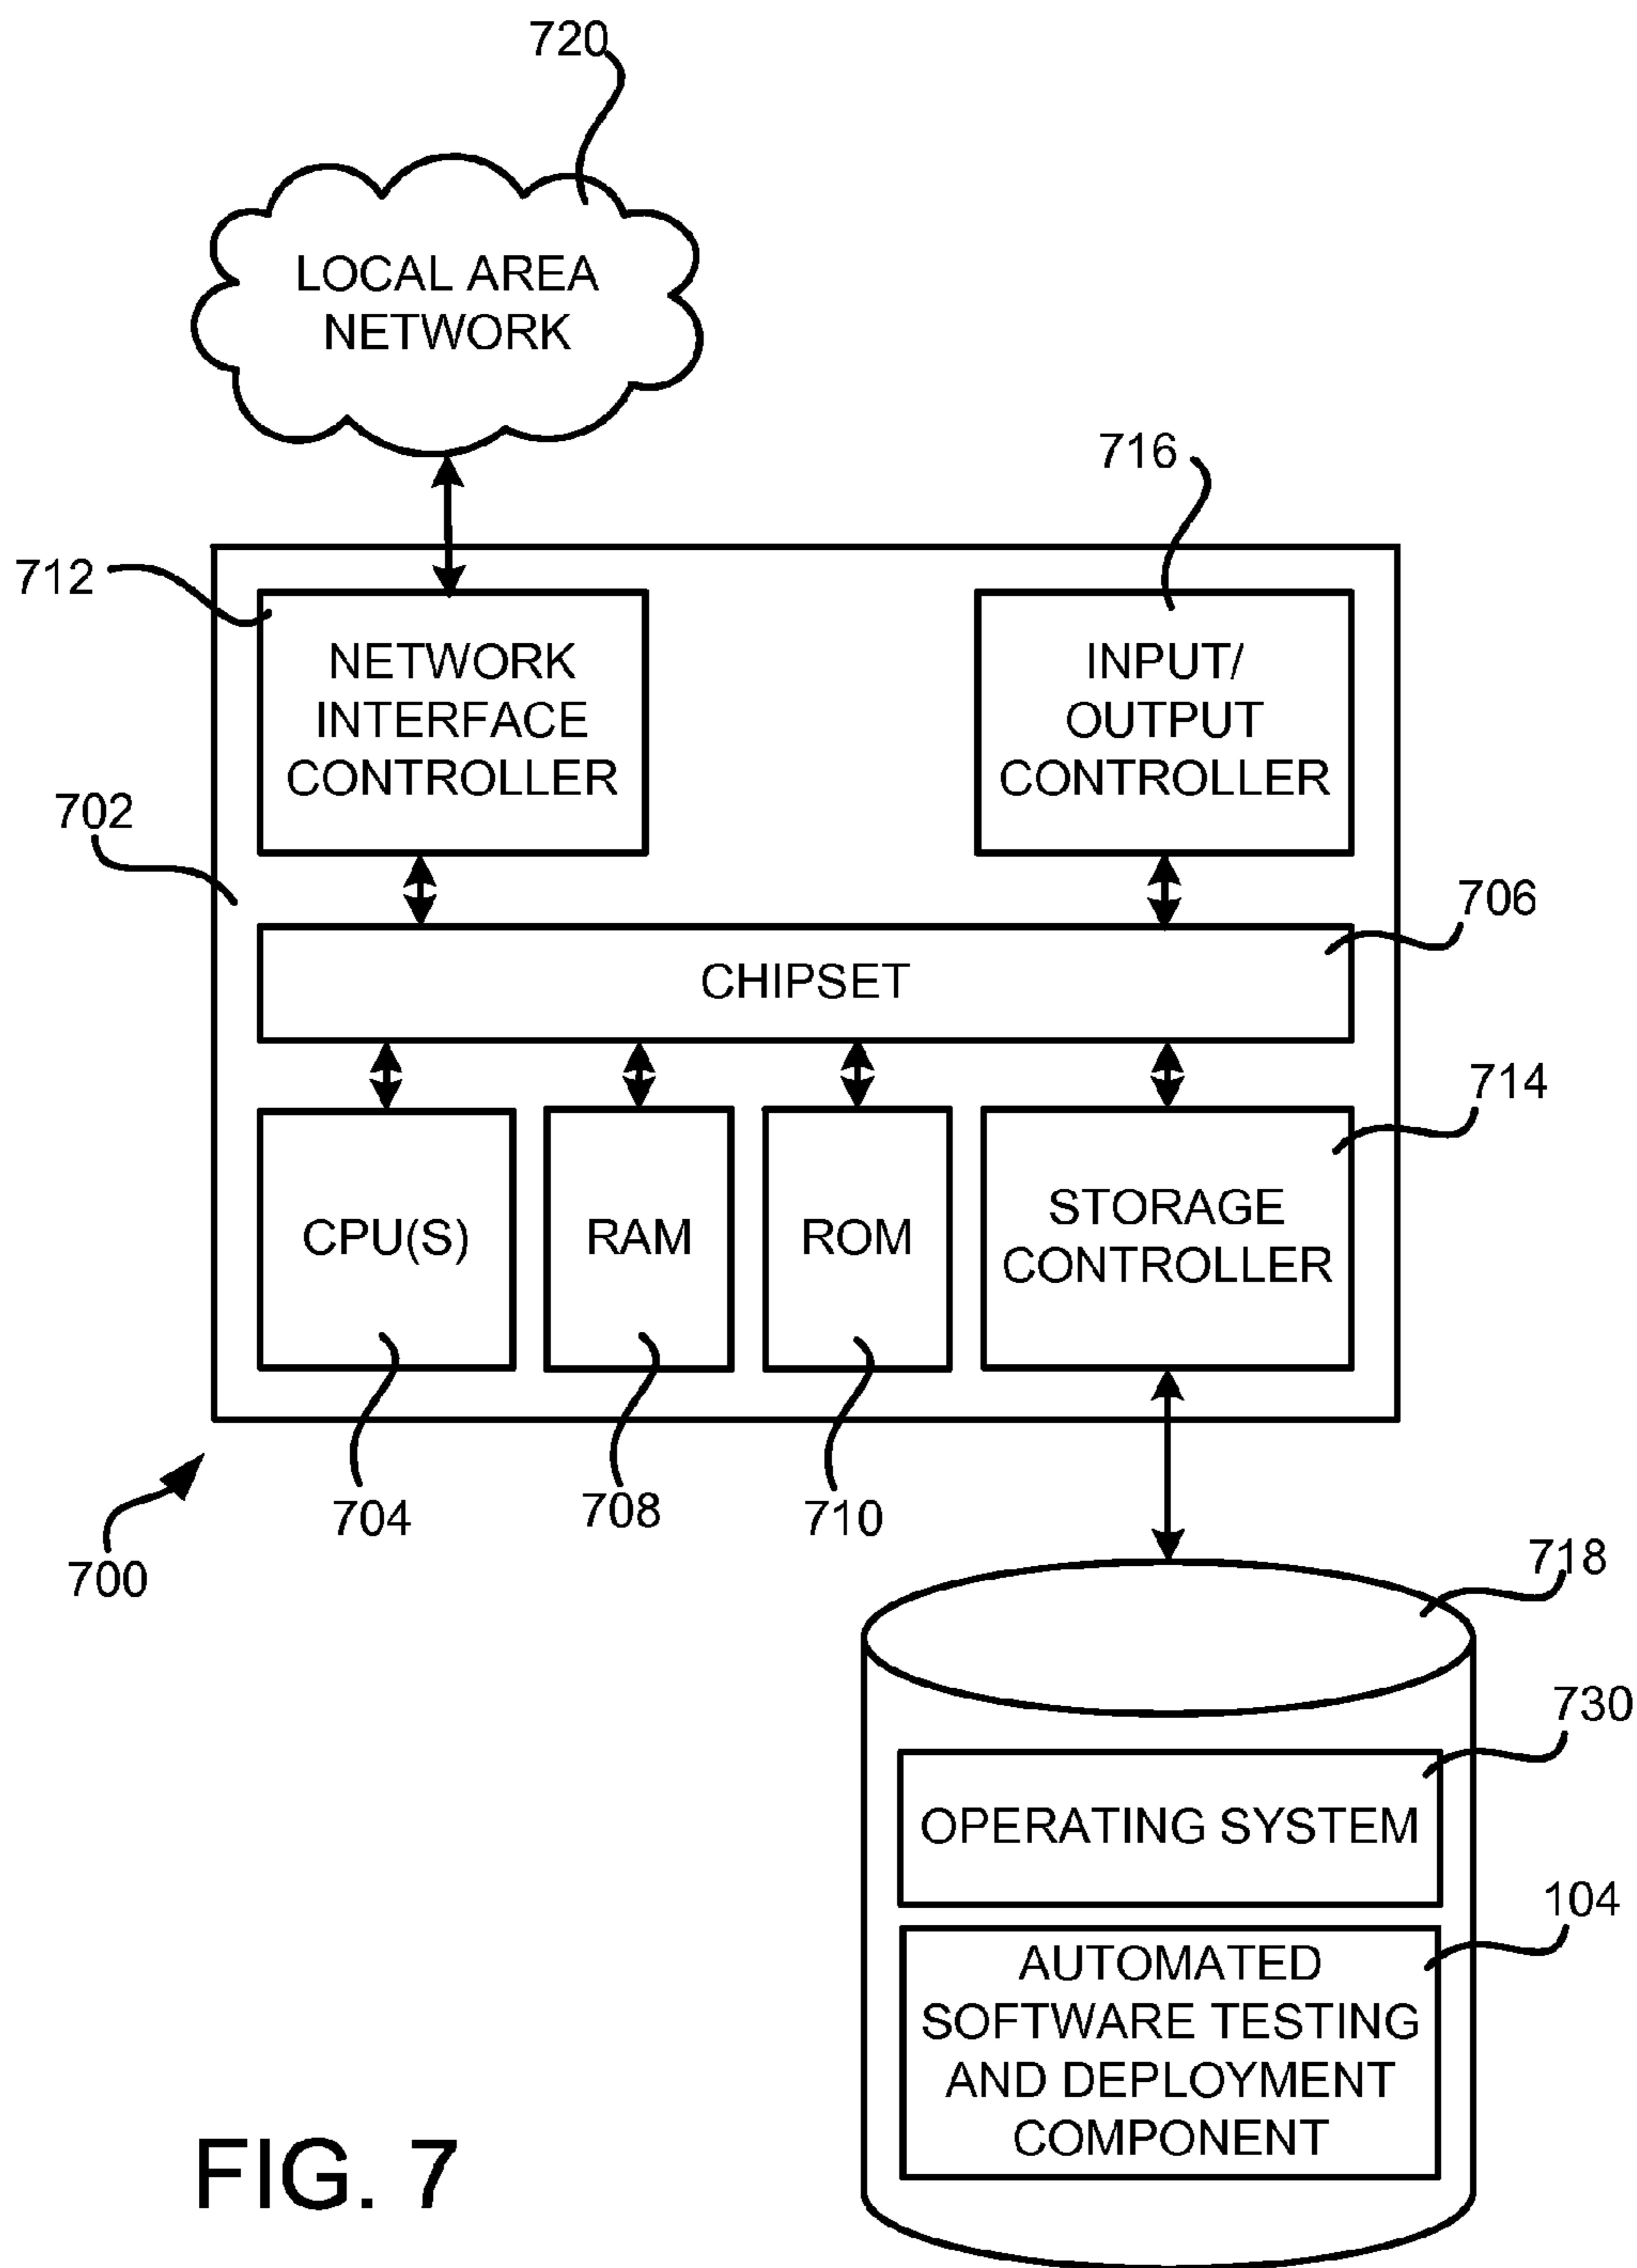 720
LOCAL AREA
NETWORK
716
712
NETWORK
INTERFACE
CONTROLLER
INPUT/
OUTPUT
CONTROLLER
702
706
CHIPSET
714
CPU(S)
RAM
ROM
STORAGE
CONTROLLER
704
708
710
700
718
730
OPERATING SYSTEM
104
AUTOMATED
SOFTWARE TESTING
AND DEPLOYMENT
COMPONENT
FIG. 7